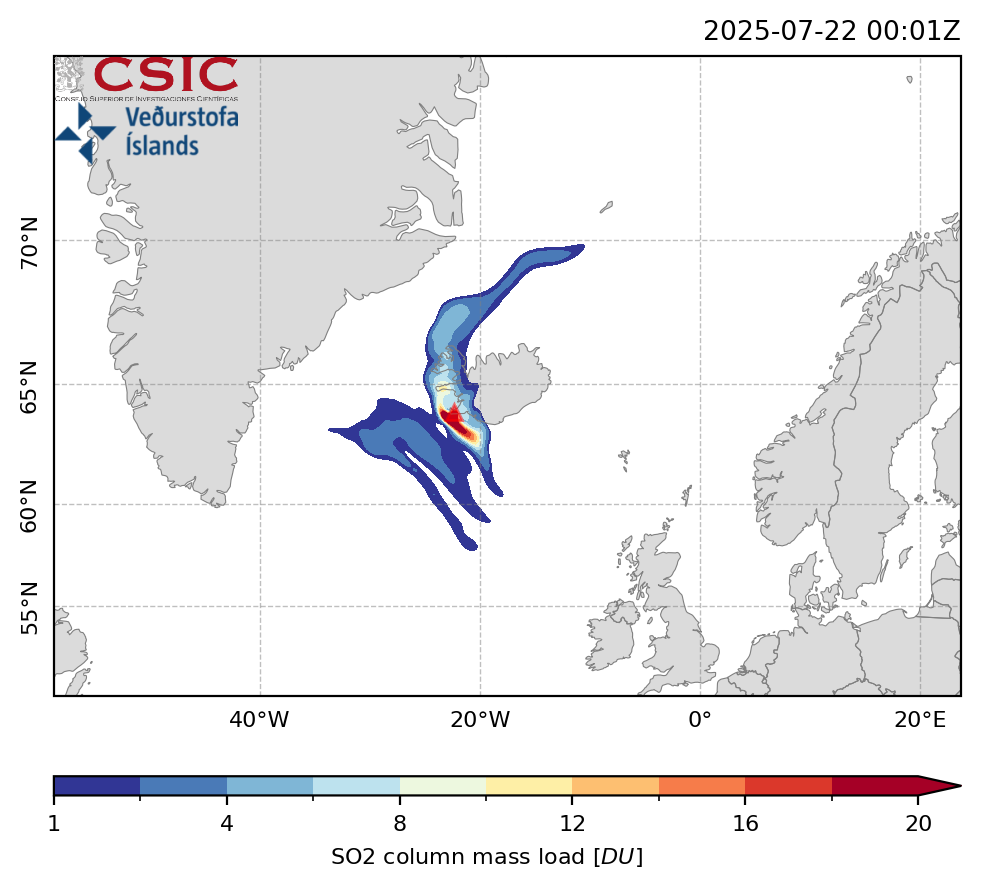 2025-07-22 00:01Z
CSIC
CONSEJO SUPERIOR DE INVESTIGACIONES CIENTÍFICAS
Veðurstofa
Íslands
70°N
65°N
60°N
55°N
40°W 20°W 0° 20°E
1 4 8 12 16 20
SO2 column mass load [DU]